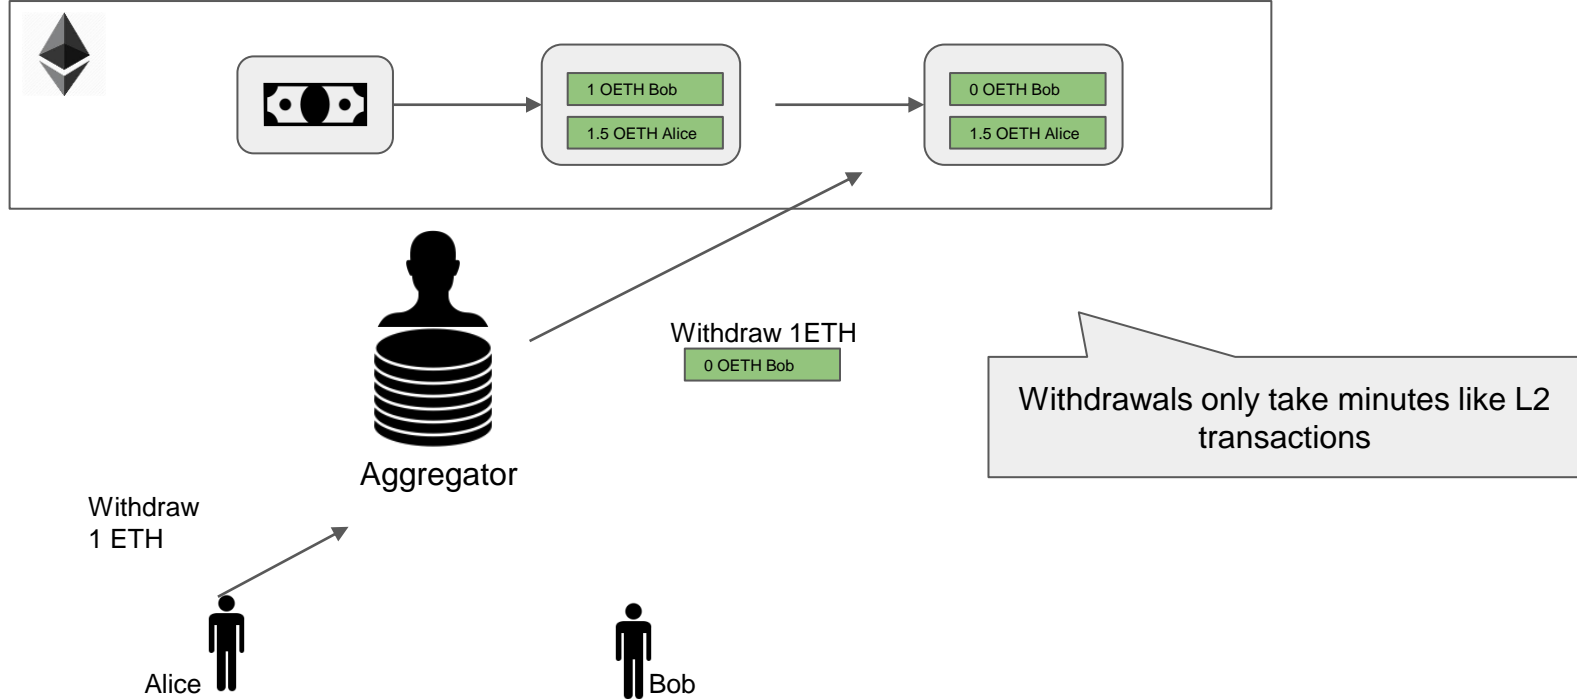 1 OETH Bob
1.5 OETH Alice
0 OETH Bob
1.5 OETH Alice
Withdraw 1ETH
0 OETH Bob
Withdrawals only take minutes like L2
transactions
Aggregator
Withdraw
1 ETH
Alice
Bob